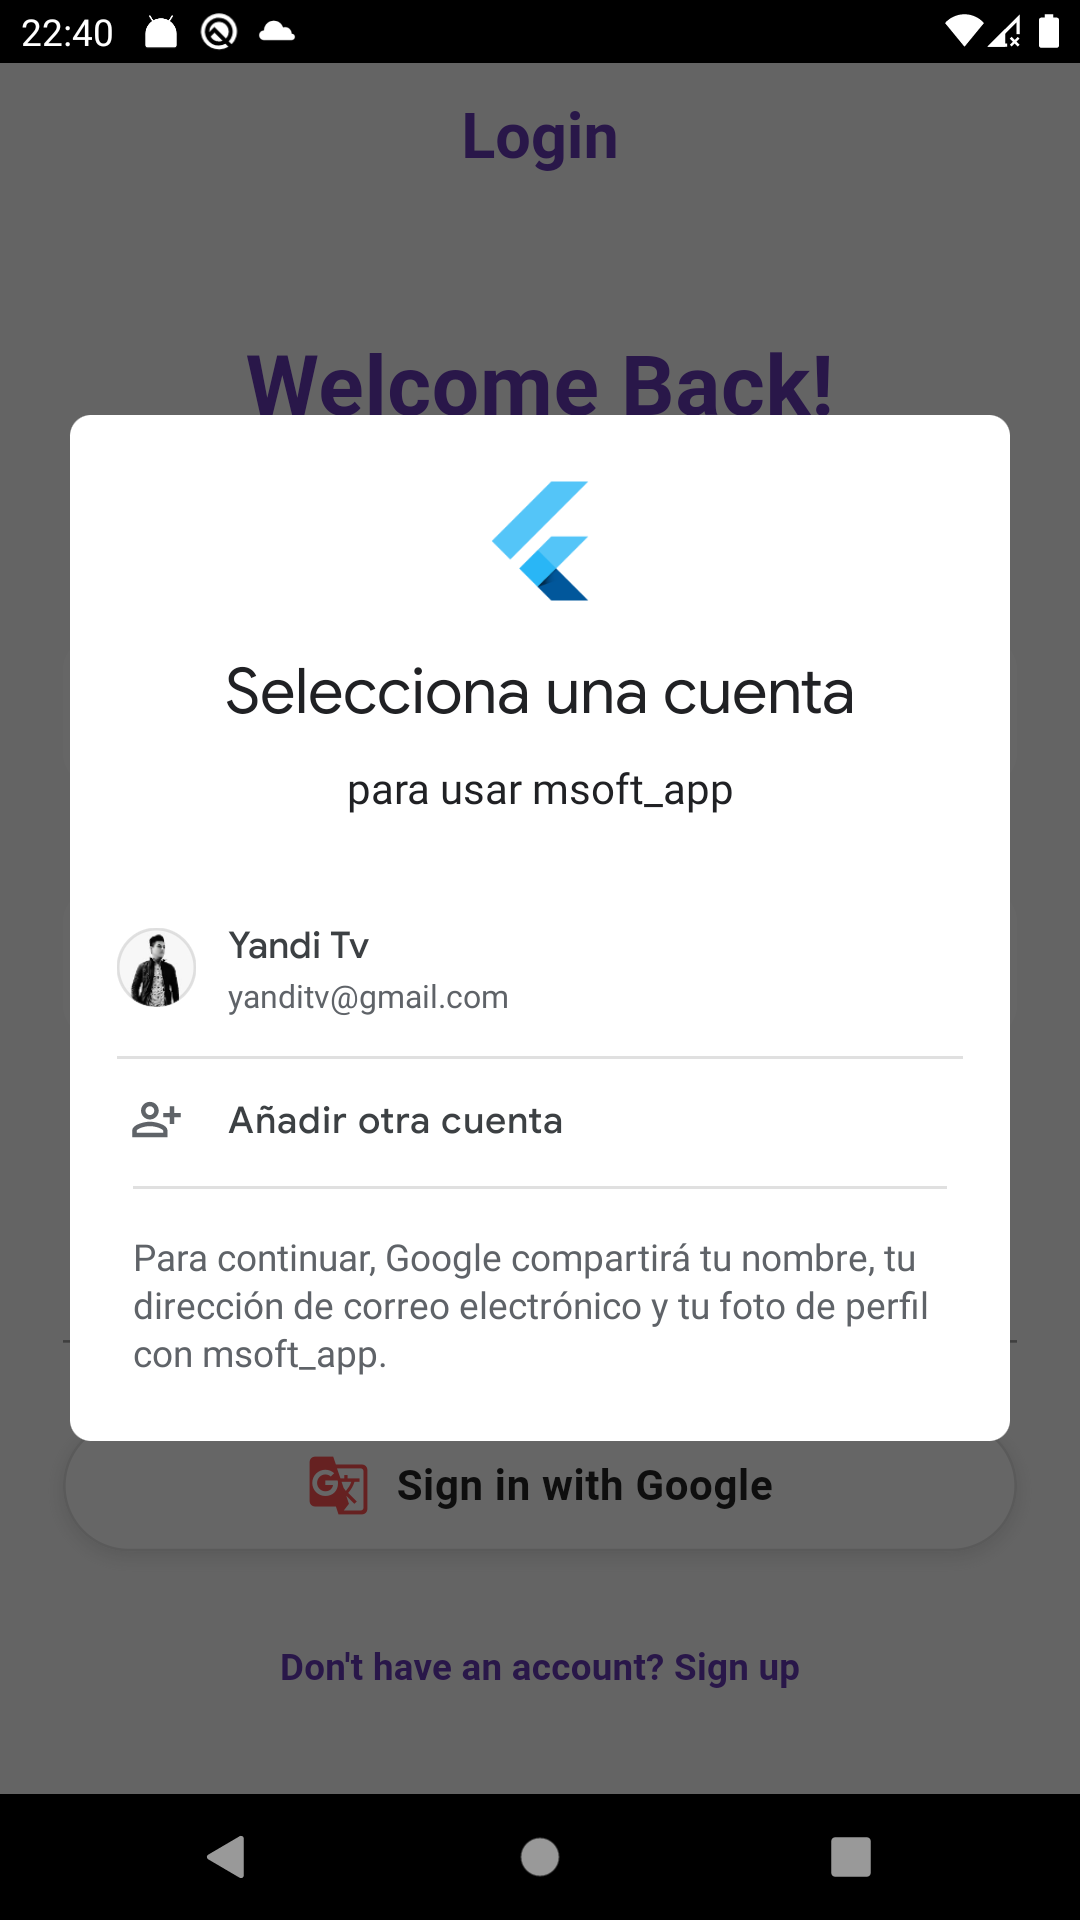 22:40
Login
Welcome Back!
Selecciona una cuenta
para usar msoft_app
Yandi Tv
yanditv@gmail.com
Añadir otra cuenta
Para continuar, Google compartirá tu nombre, tu
dirección de correo electrónico y tu foto de perfil
con msoft_app.
Sign in with Google
Don't have an account? Sign up